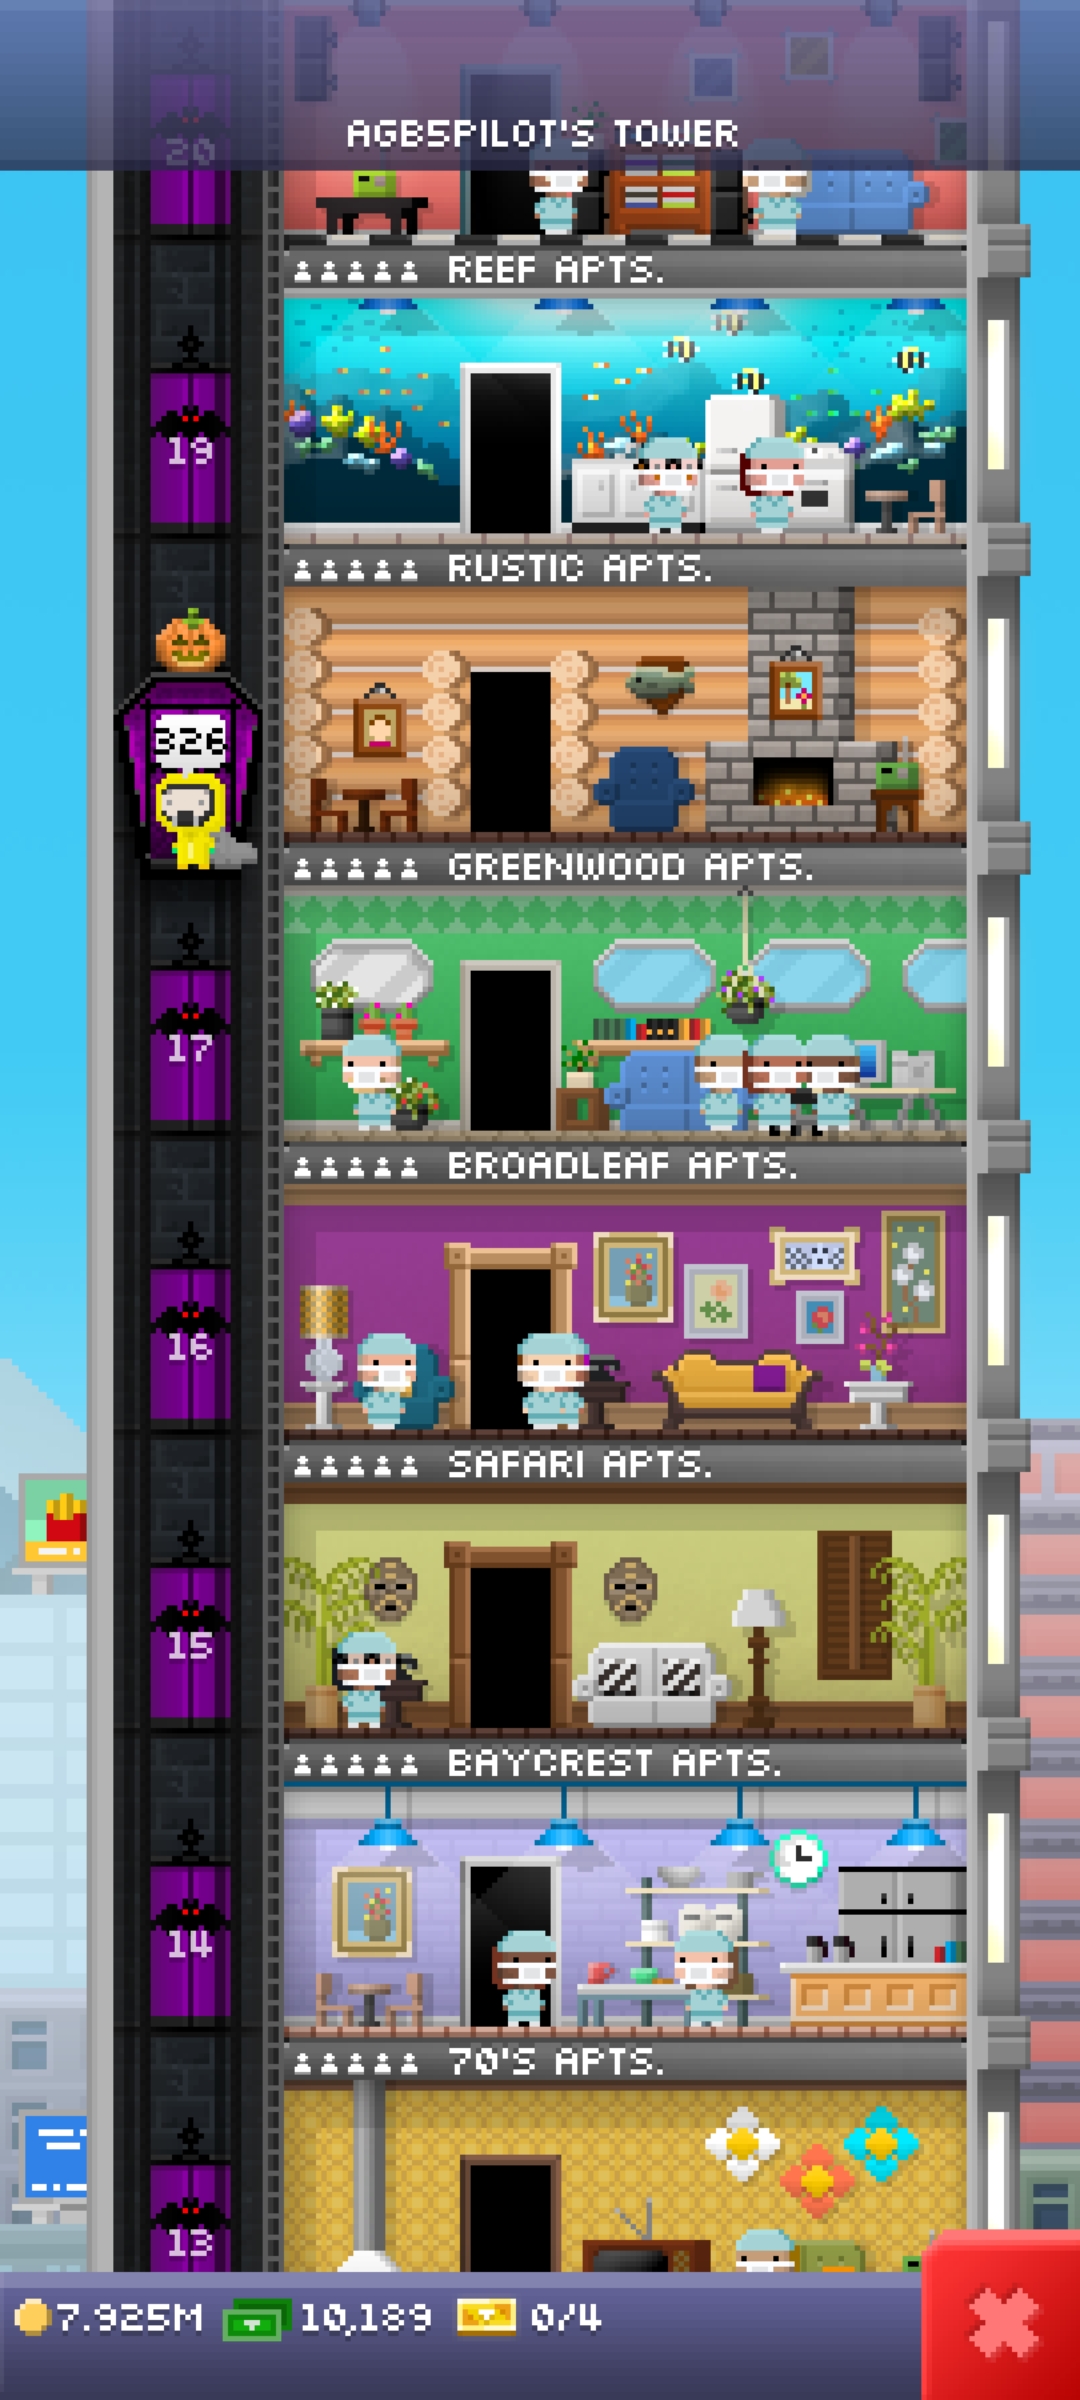 AGB5PILOT'S TOWER
20
REEF APTS.
19
RUSTIC APTS.
326
GREENWOOD APTS.
17
BROADLEAF APTS.
16
SAFARI APTS.
15
BAYCREST APTS.
14
70'S APTS.
13
7.925M 10,189 0/4